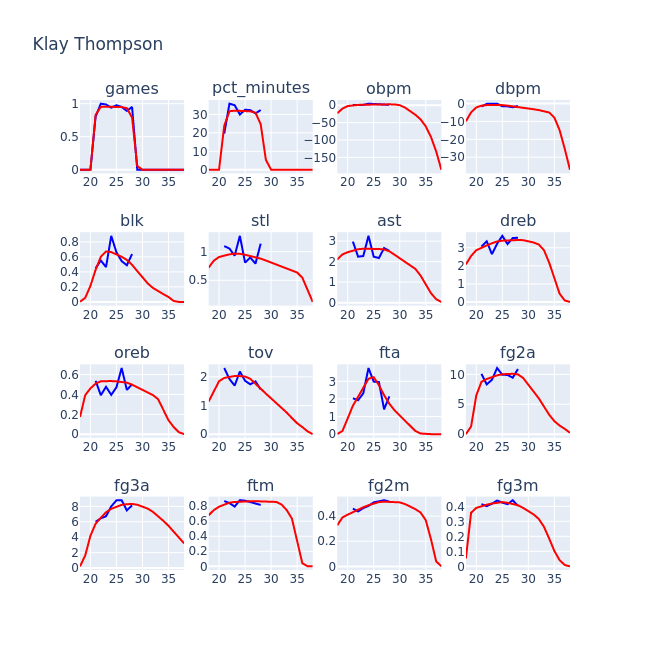 Klay Thompson
games pct_minutes obpm dbpm
1 0.5 0 20 25 30 35
30 20 10 0 20 25 30 35
0 −50 −100 −150 20 25 30 35
0 −10 −20 −30 20 25 30 35
blk stl ast dreb
0.8 0.6 0.4 0.2 0 20 25 30 35
1 0.5 20 25 30 35
3 2 1 0 20 25 30 35
3 2 1 0 20 25 30 35
oreb tov fta fg2a
0.6 0.4 0.2 0 20 25 30 35
2 1 0 20 25 30 35
3 2 1 0 20 25 30 35
10 5 0 20 25 30 35
fg3a ftm fg2m fg3m
8 6 4 2 0 20 25 30 35
0.8 0.6 0.4 0.2 0 20 25 30 35
0.4 0.2 0 20 25 30 35
0.4 0.3 0.2 0.1 0 20 25 30 35